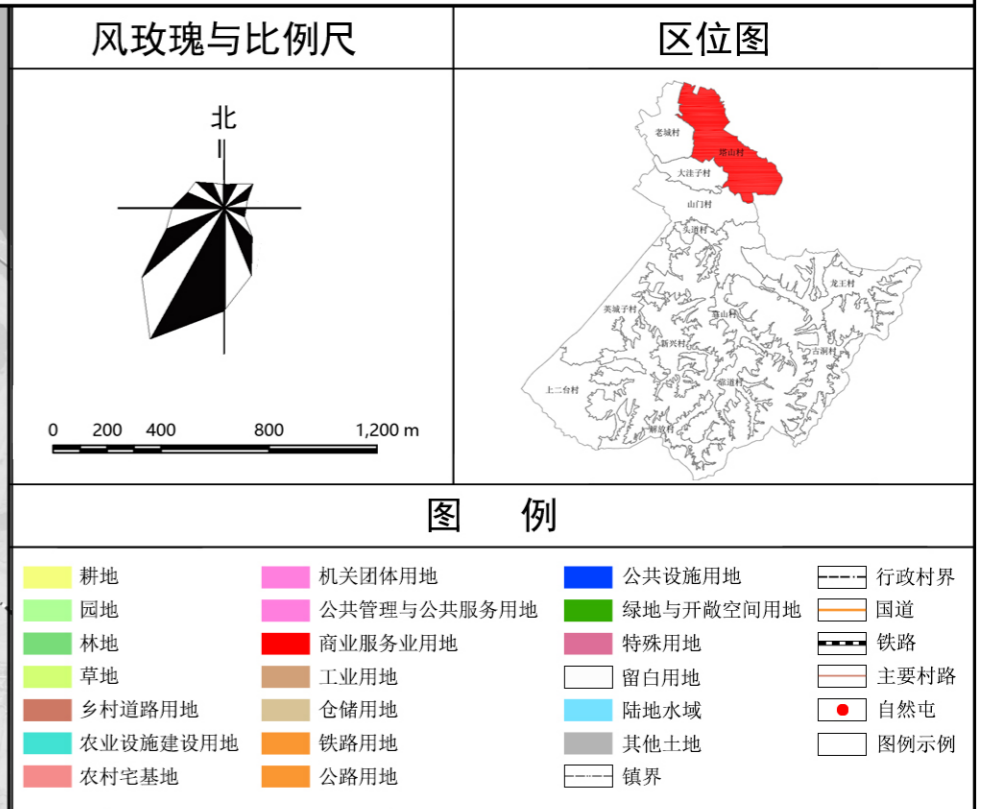 风玫瑰与比例尺
区位图
北
0 200 400 800 1,200 m
老城村
塔山村
大洼子村
山门村
头道村
龙王村
英城子村
新兴村
古洞村
上二台村
解放村
图 例
耕地
园地
林地
草地
乡村道路用地
农业设施建设用地
农村宅基地
机关团体用地
公共管理与公共服务用地
商业服务业用地
工业用地
仓储用地
铁路用地
公路用地
公共设施用地
绿地与开敞空间用地
特殊用地
留白用地
陆地水域
其他土地
镇界
行政村界
国道
铁路
主要村路
自然屯
图例示例